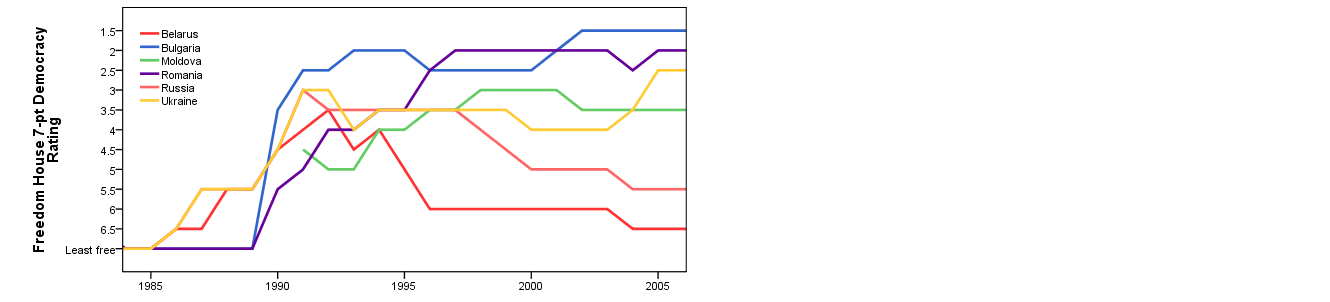 Freedom House 7-pt Democracy
Rating
1.5
2
2.5
3
3.5
4
4.5
5
5.5
6
6.5
Least free
Belarus
Bulgaria
Moldova
Romania
Russia
Ukraine
1985
1990
1995
2000
2005